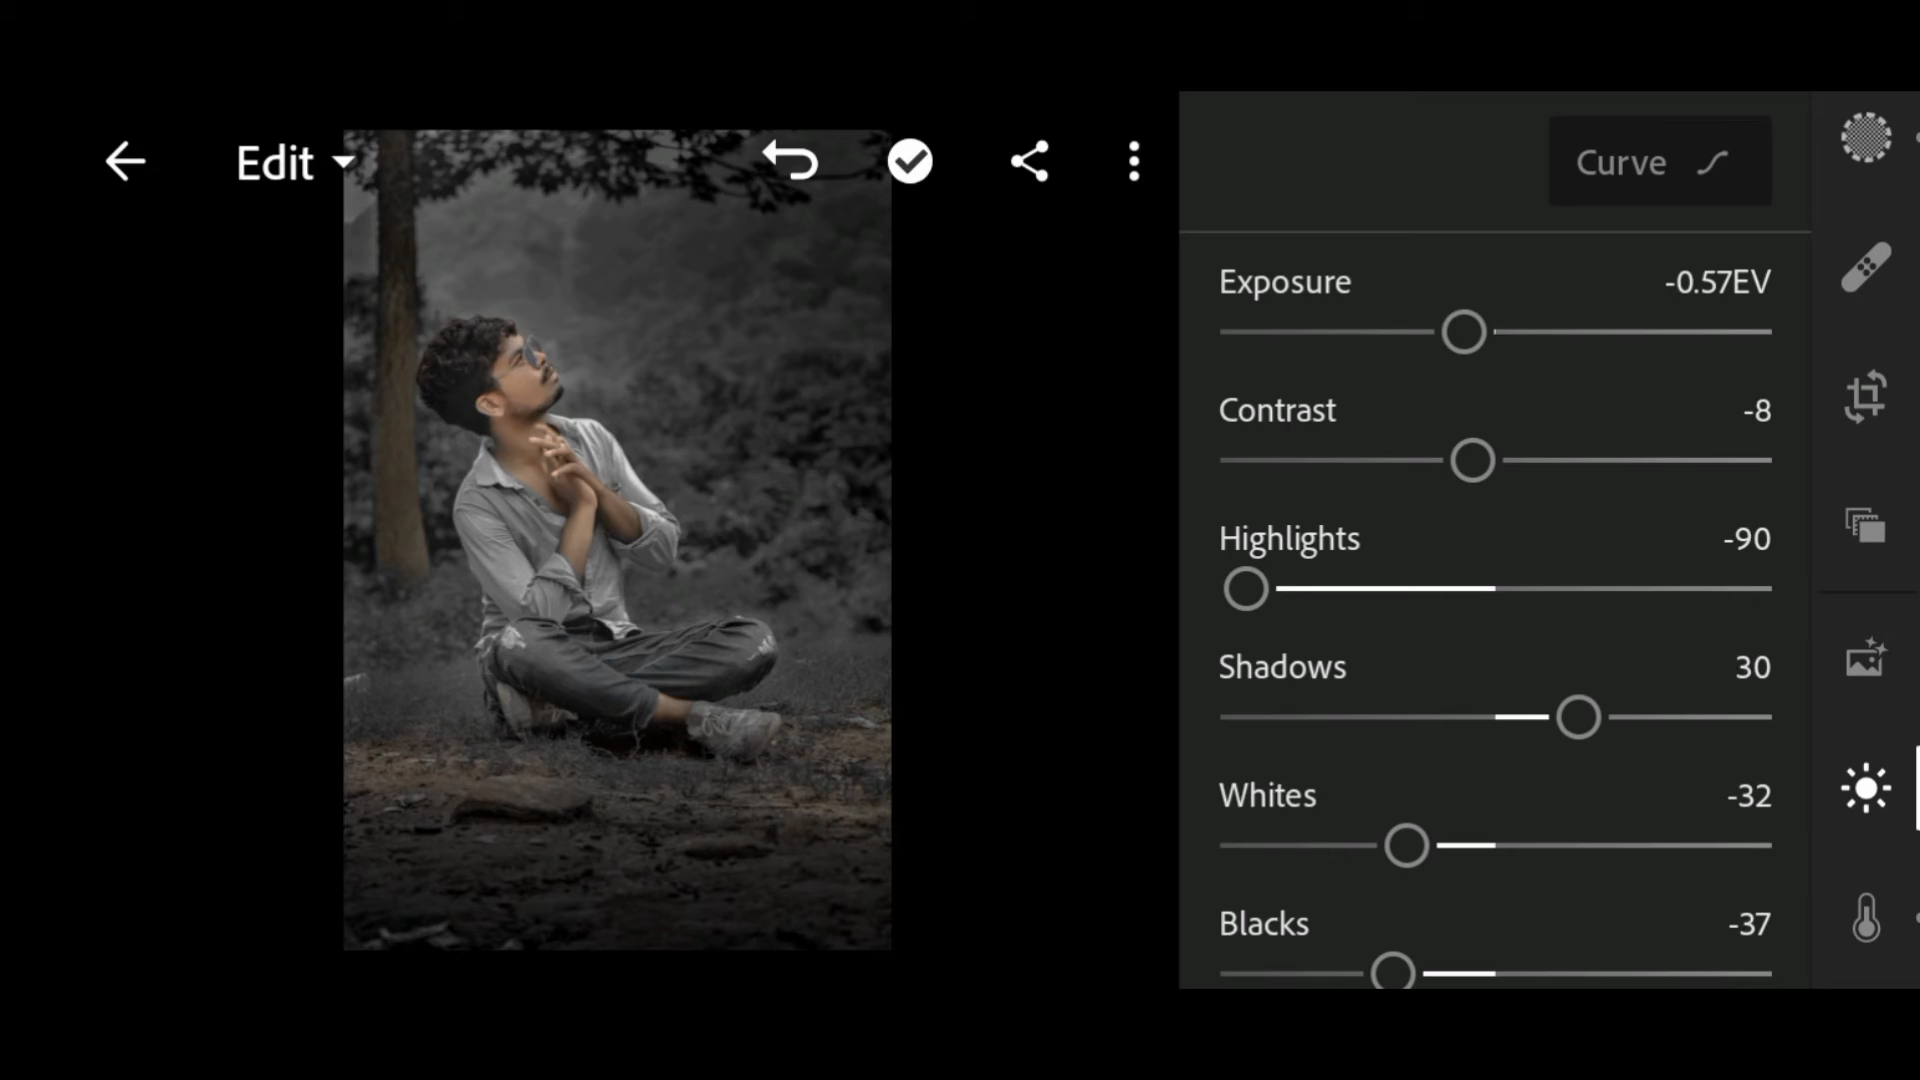 Edit
Curve
Exposure -0.57EV
Contrast -8
Highlights -90
Shadows 30
Whites -32
Blacks -37